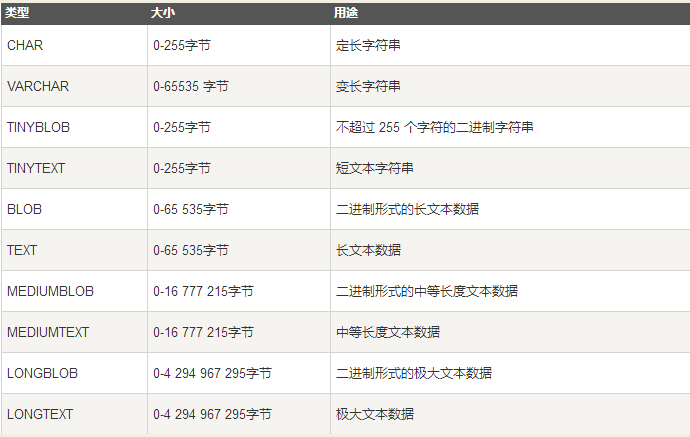 类型 大小 用途
CHAR 0-255字节 定长字符串
VARCHAR 0-65535 字节 变长字符串
TINYBLOB 0-255字节 不超过 255 个字符的二进制字符串
TINYTEXT 0-255字节 短文本字符串
BLOB 0-65 535字节 二进制形式的长文本数据
TEXT 0-65 535字节 长文本数据
MEDIUMBLOB 0-16 777 215字节 二进制形式的中等长度文本数据
MEDIUMTEXT 0-16 777 215字节 中等长度文本数据
LONGBLOB 0-4 294 967 295字节 二进制形式的极大文本数据
LONGTEXT 0-4 294 967 295字节 极大文本数据